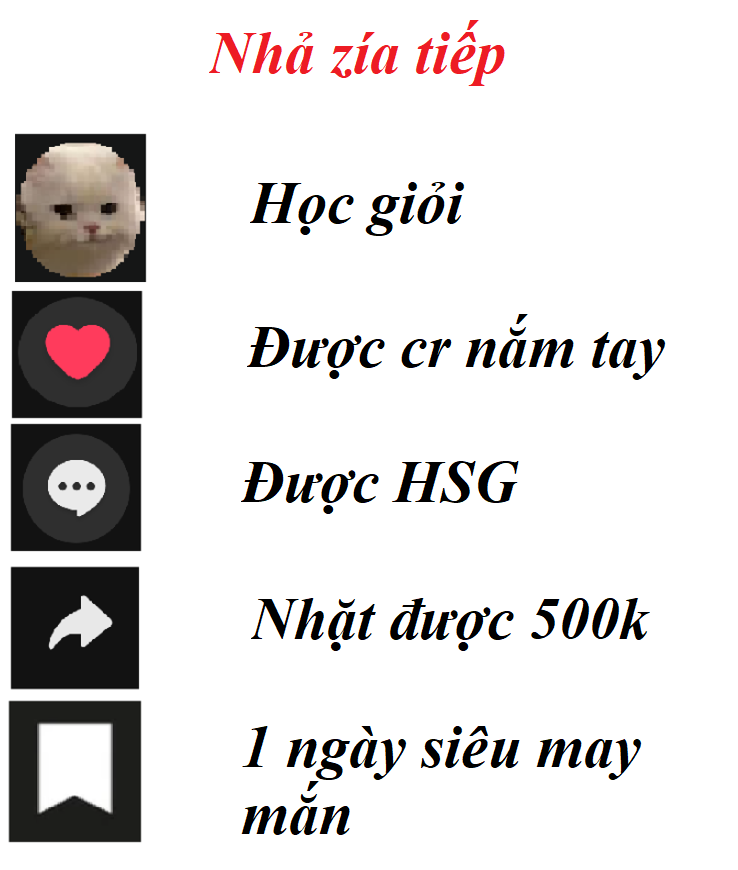 Nhả zía tiếp
Học giỏi
Được cr nắm tay
Được HSG
Nhặt được 500k
1 ngày siêu may
mắn